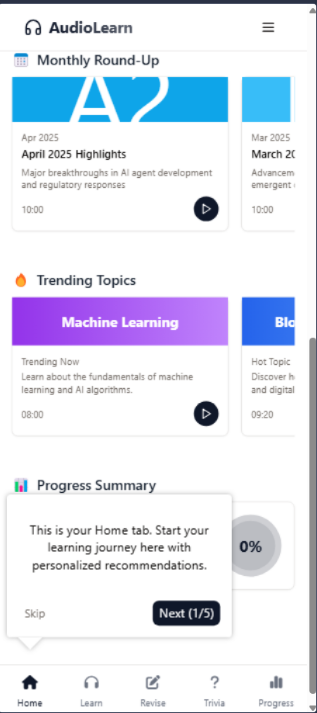 AudioLearn
Monthly Round-Up
A2
Apr 2025
April 2025 Highlights
Major breakthroughs in AI agent development
and regulatory responses
10:00
Mar 2025
March 20
Advancem
emergent
10:00
Trending Topics
Machine Learning
Trending Now
Learn about the fundamentals of machine
learning and AI algorithms.
08:00
Blo
Hot Topic
Discover h
and digital
09:20
Progress Summary
0%
This is your Home tab. Start your
learning journey here with
personalized recommendations.
Skip
Next (1/5)
Home
Learn
Revise
Trivia
Progress